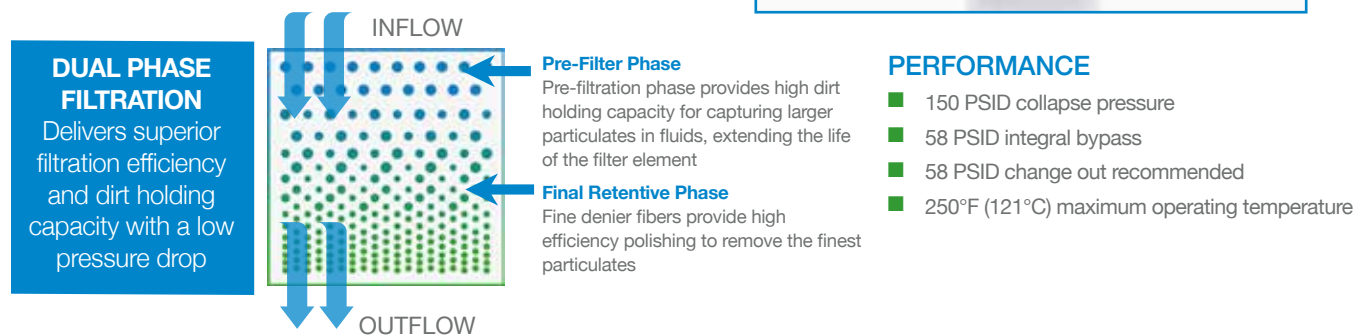 DUAL PHASE
FILTRATION
Delivers superior
filtration efficiency
and dirt holding
capacity with a low
pressure drop
INFLOW
OUTFLOW
Pre-Filter Phase
Pre-filtration phase provides high dirt
holding capacity for capturing larger
particulates in fluids, extending the life
of the filter element
Final Retentive Phase
Fine denier fibers provide high
efficiency polishing to remove the finest
particulates
PERFORMANCE
150 PSID collapse pressure
58 PSID integral bypass
58 PSID change out recommended
250°F (121°C) maximum operating temperature